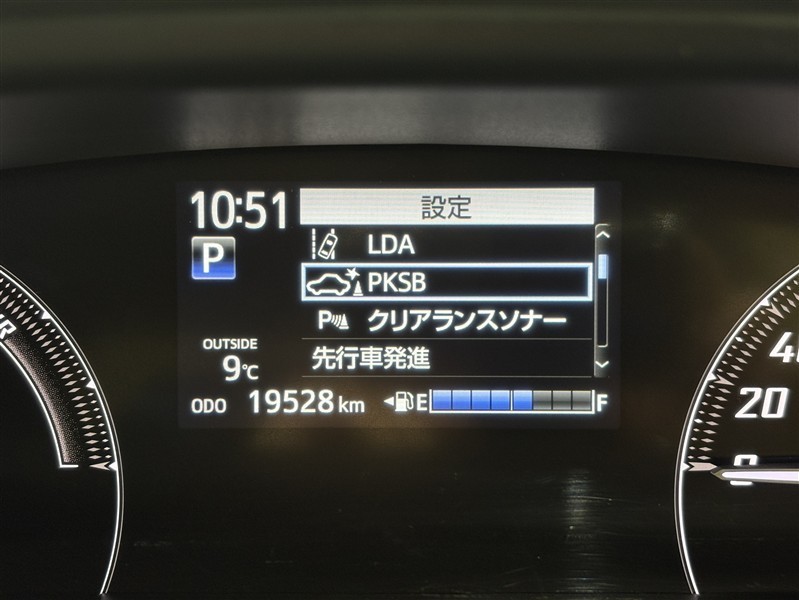 10:51
設定
LDA
P
PKSB
P クリアランスソナー
先行車発進
OUTSIDE
9℃
ODO 19528 km
E F
20
0